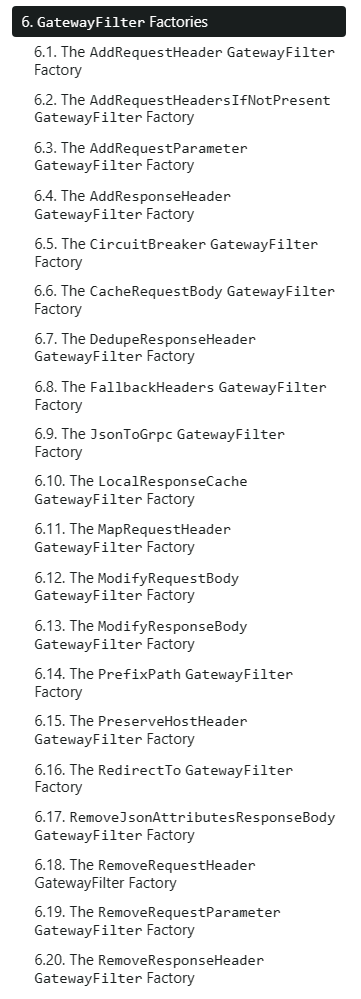 6. GatewayFilter Factories
6.1. The AddRequestHeader GatewayFilter
Factory
6.2. The AddRequestHeadersIfNotPresent
GatewayFilter Factory
6.3. The AddRequestParameter
GatewayFilter Factory
6.4. The AddResponseHeader
GatewayFilter Factory
6.5. The CircuitBreaker GatewayFilter
Factory
6.6. The CacheRequestBody GatewayFilter
Factory
6.7. The DedupeResponseHeader
GatewayFilter Factory
6.8. The FallbackHeaders GatewayFilter
Factory
6.9. The JsonToGrpc GatewayFilter
Factory
6.10. The LocalResponseCache
GatewayFilter Factory
6.11. The MapRequestHeader
GatewayFilter Factory
6.12. The ModifyRequestBody
GatewayFilter Factory
6.13. The ModifyResponseBody
GatewayFilter Factory
6.14. The PrefixPath GatewayFilter
Factory
6.15. The PreserveHostHeader
GatewayFilter Factory
6.16. The RedirectTo GatewayFilter
Factory
6.17. RemoveJsonAttributesResponseBody
GatewayFilter Factory
6.18. The RemoveRequestHeader
GatewayFilter Factory
6.19. The RemoveRequestParameter
GatewayFilter Factory
6.20. The RemoveResponseHeader
GatewayFilter Factory